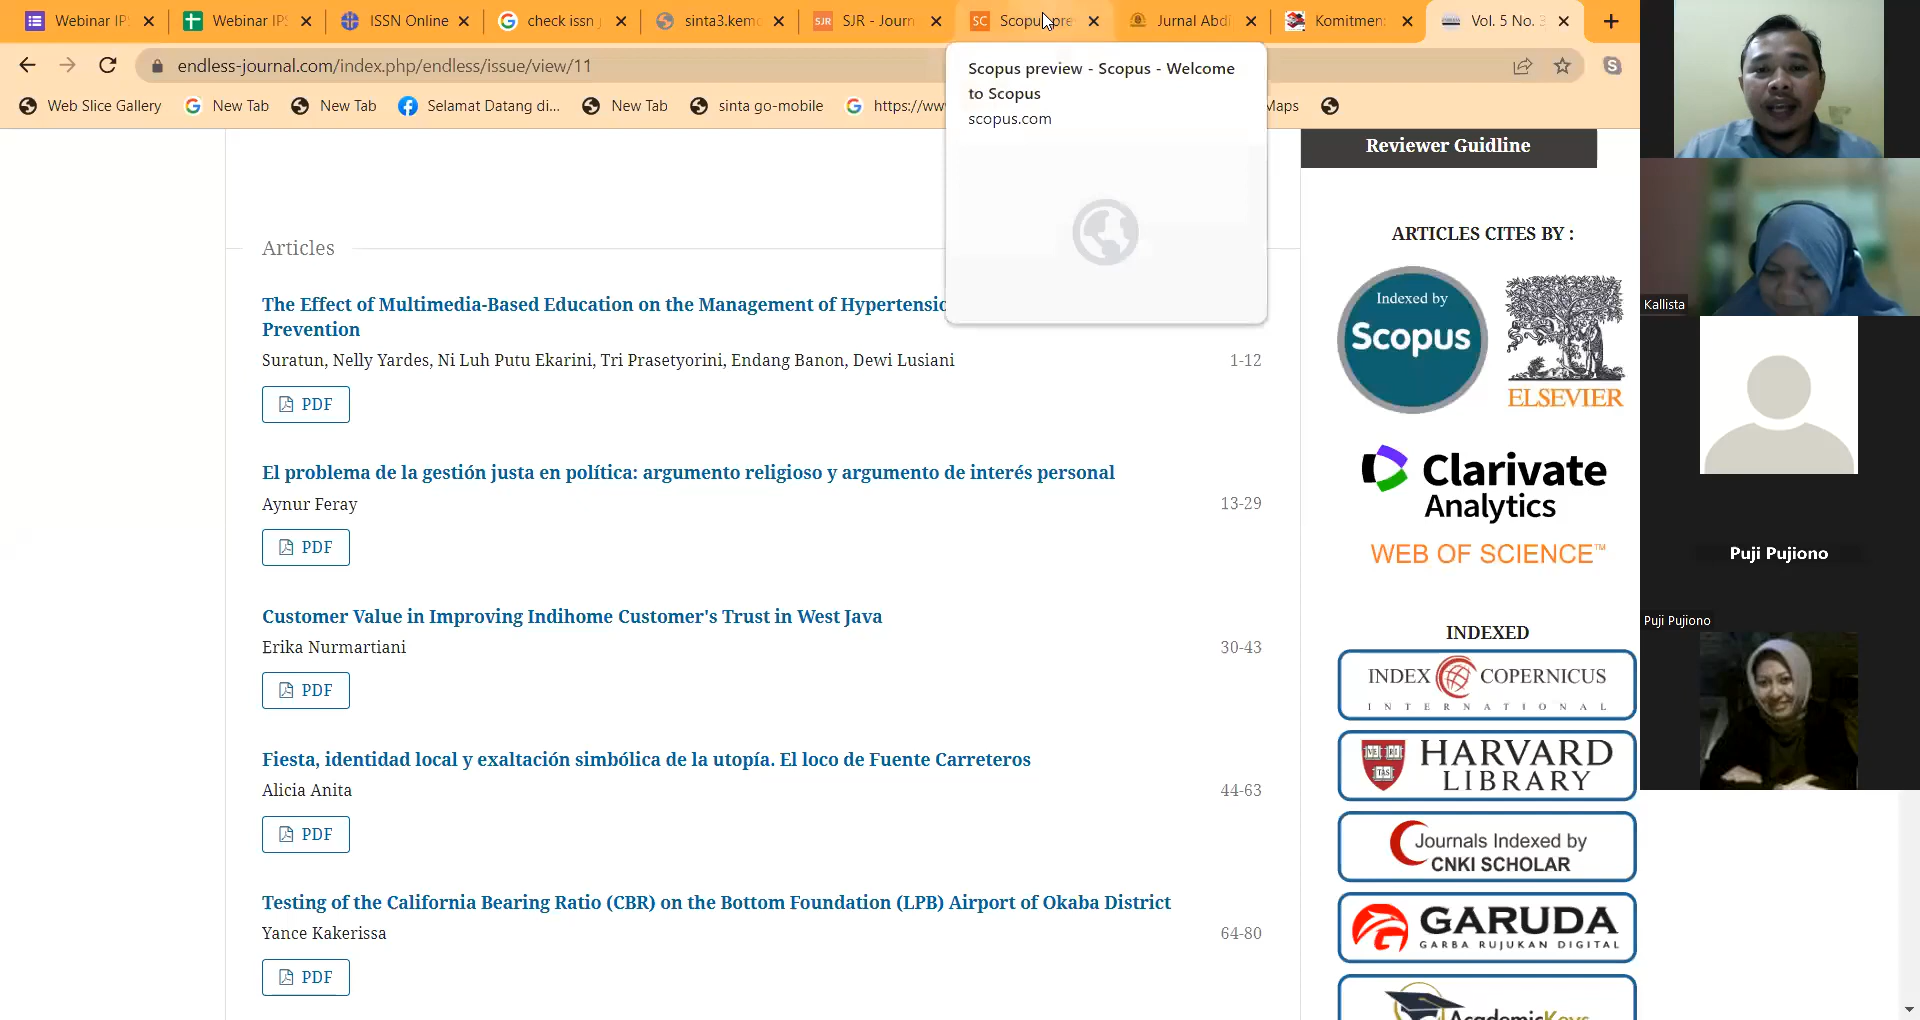 Webinar IPS
Webinar IPS
ISSN Online
check issn j
sinta3.kemd
SJR - Journ
Scopus pre
Jurnal Abdi
Komitmen
Vol. 5 No. 3
endless-journal.com/index.php/endless/issue/view/11
Web Slice Gallery
New Tab
New Tab
Selamat Datang di...
New Tab
sinta go-mobile
https://ww
Maps
Scopus preview - Scopus - Welcome
to Scopus
scopus.com
Articles
The Effect of Multimedia-Based Education on the Management of Hypertensio
Prevention
Suratun, Nelly Yardes, Ni Luh Putu Ekarini, Tri Prasetyorini, Endang Banon, Dewi Lusiani
1-12
PDF
El problema de la gestión justa en política: argumento religioso y argumento de interés personal
Aynur Feray
13-29
PDF
Customer Value in Improving Indihome Customer's Trust in West Java
Erika Nurmartiani
30-43
PDF
Fiesta, identidad local y exaltación simbólica de la utopía. El loco de Fuente Carreteros
Alicia Anita
44-63
PDF
Testing of the California Bearing Ratio (CBR) on the Bottom Foundation (LPB) Airport of Okaba District
Yance Kakerissa
64-80
PDF
Reviewer Guidline
ARTICLES CITES BY :
Indexed by
Scopus
ELSEVIER
Clarivate
Analytics
WEB OF SCIENCE™
INDEXED
INDEX COPERNICUS
INTERNATIONAL
VE RI TAS
HARVARD
LIBRARY
Journals Indexed by
CNKI SCHOLAR
GARUDA
GARBA RUJUKAN DIGITAL
AcademicKeys
Kallista
Puji Pujiono
Puji Pujiono